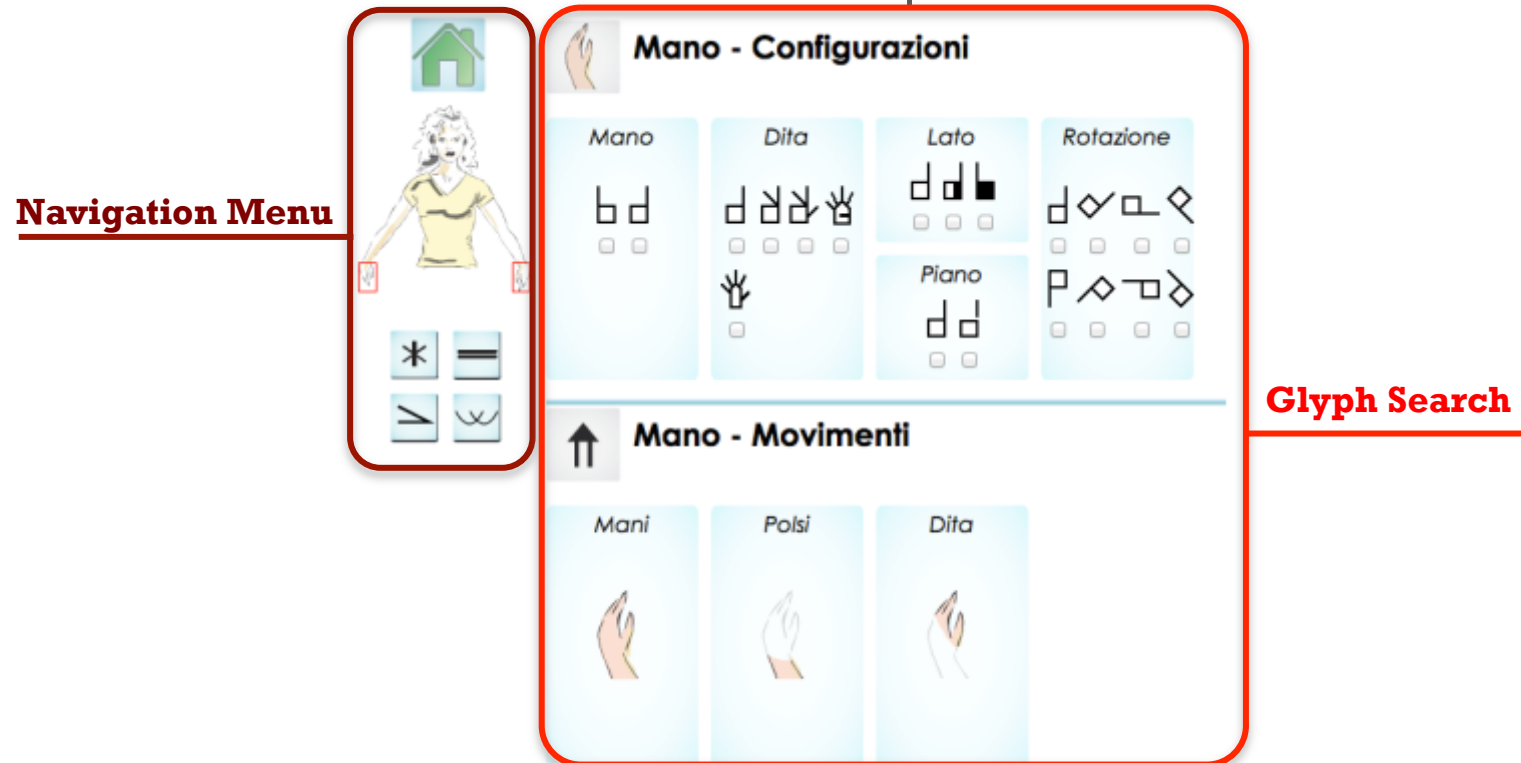 Navigation Menu
Mano - Configurazioni
Mano
Dita
Lato
Rotazione
Piano
Glyph Search
Mano - Movimenti
Mani
Polsi
Dita